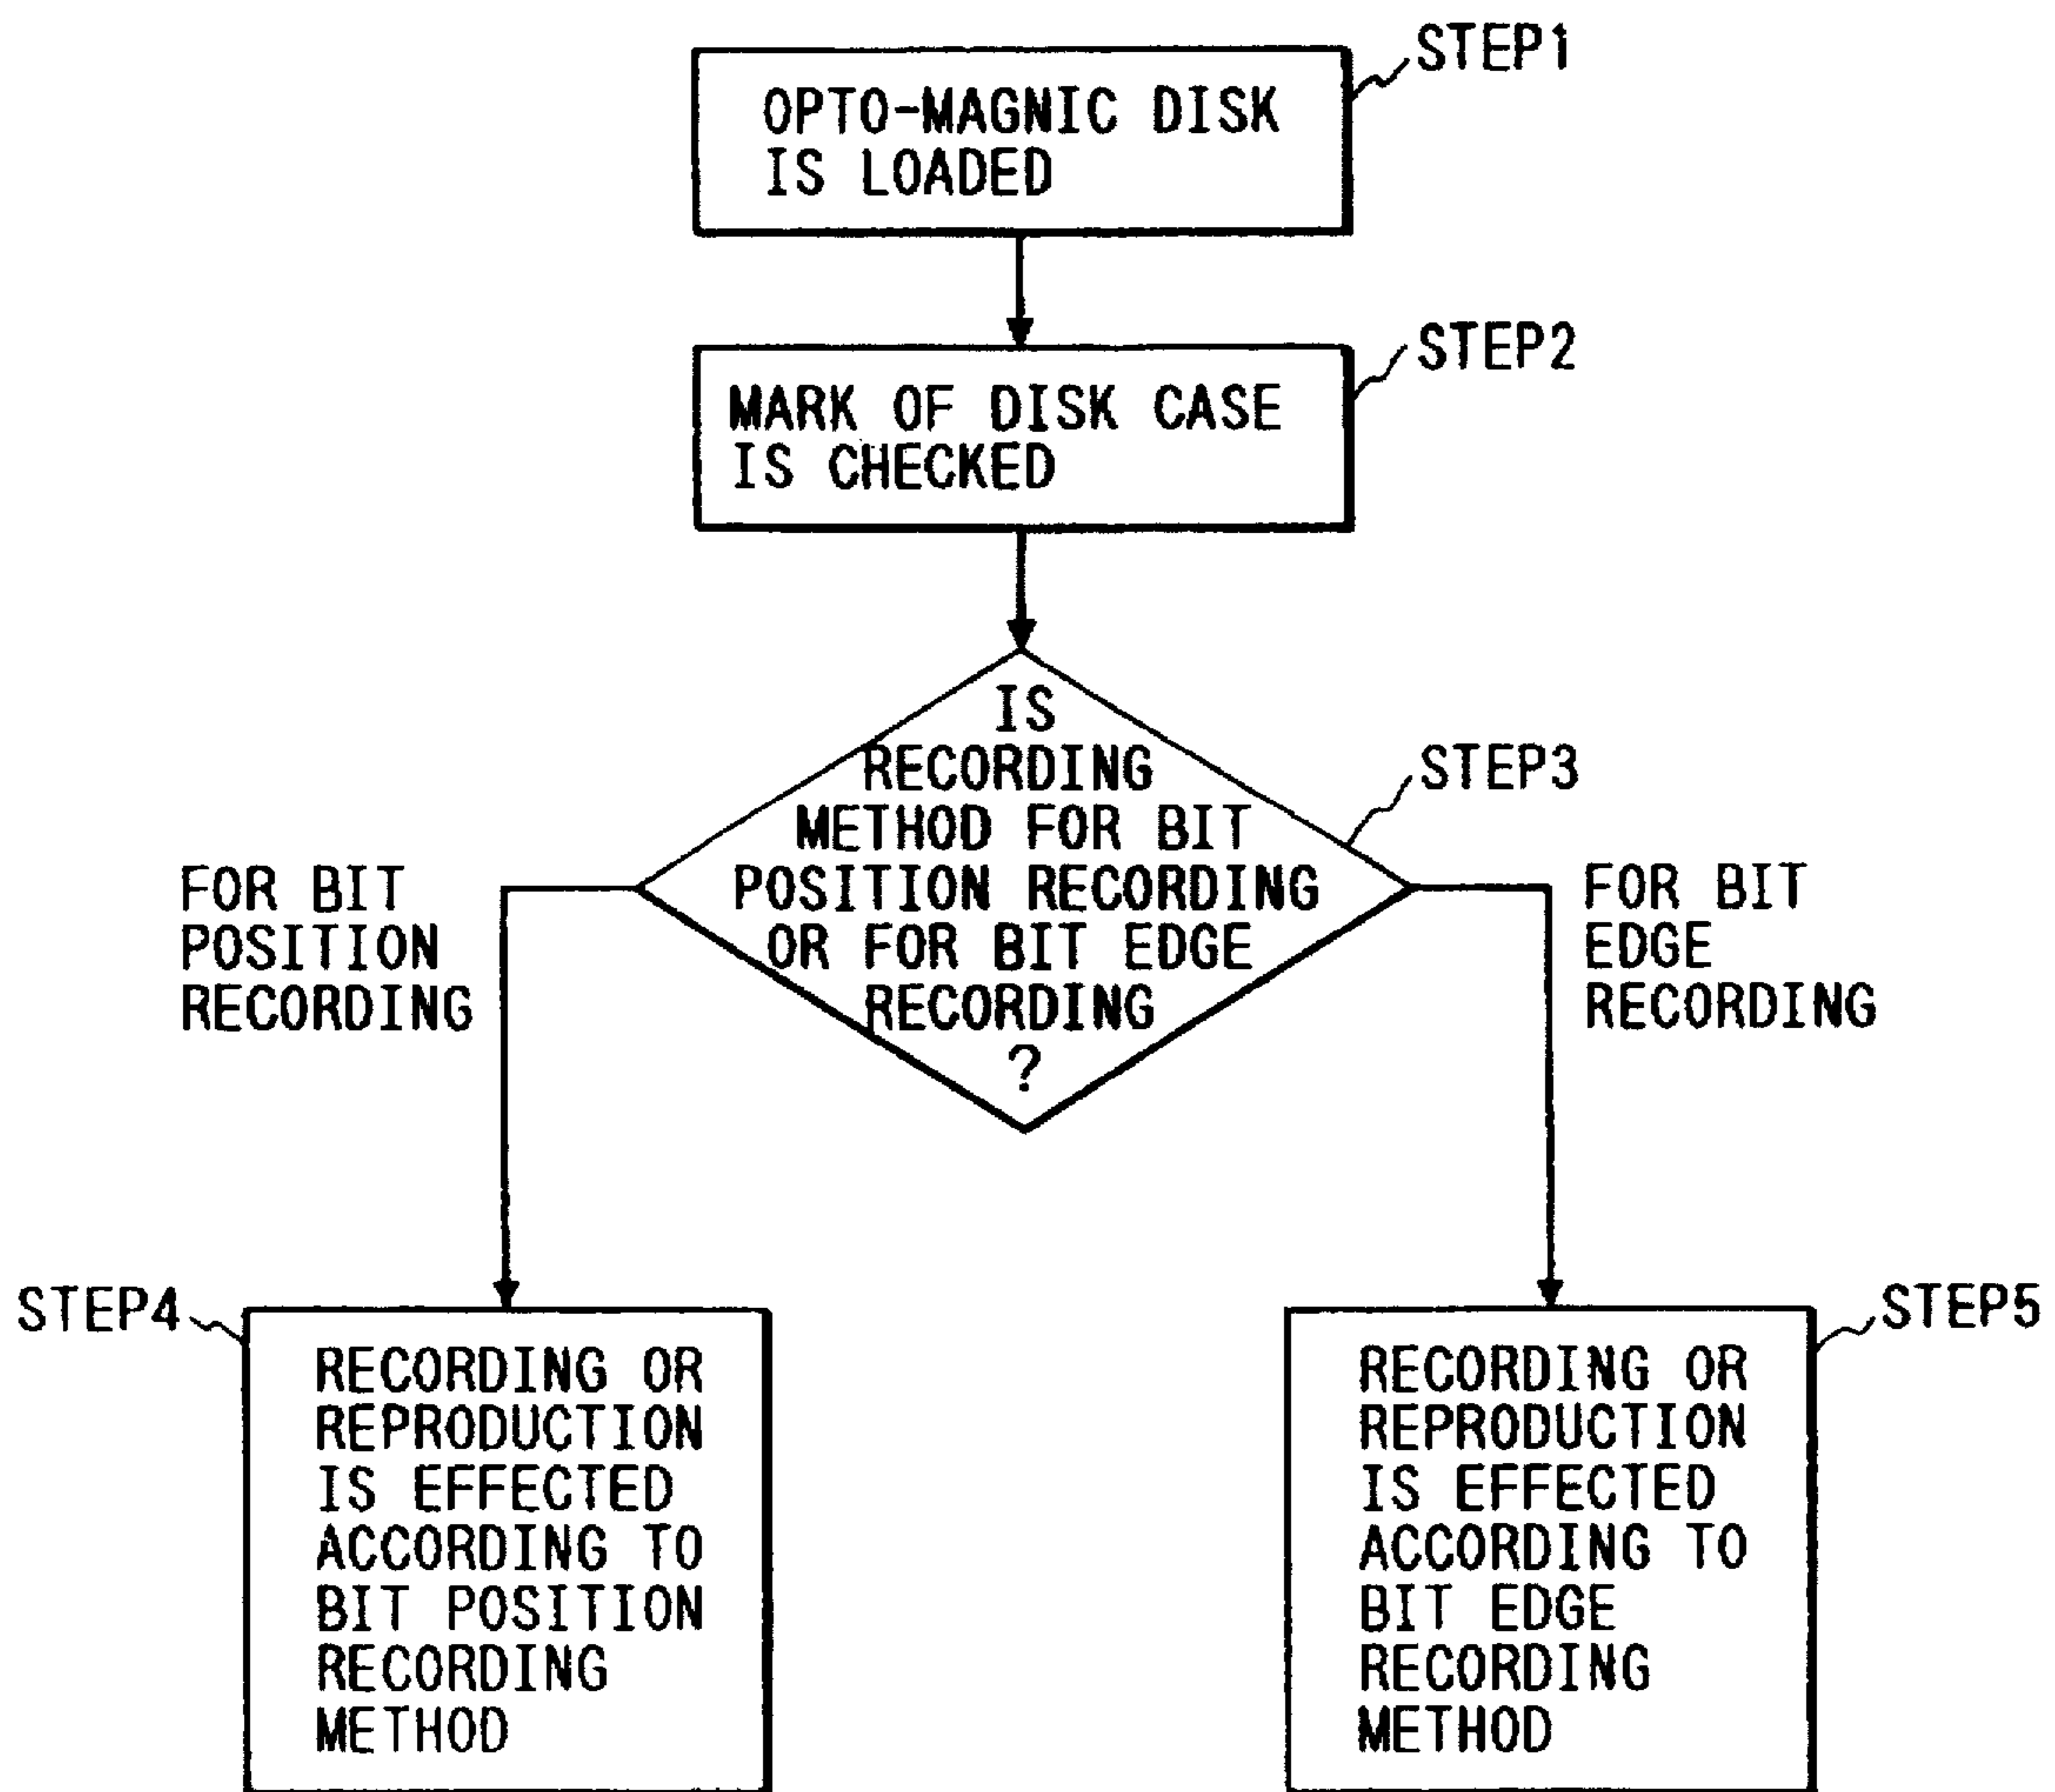 STEP1
OPTO-MAGNIC DISK
IS LOADED
STEP2
MARK OF DISK CASE
IS CHECKED
STEP3
IS
RECORDING
METHOD FOR BIT
POSITION RECORDING
OR FOR BIT EDGE
RECORDING
?
FOR BIT
POSITION
RECORDING
FOR BIT
EDGE
RECORDING
STEP4
RECORDING OR
REPRODUCTION
IS EFFECTED
ACCORDING TO
BIT POSITION
RECORDING
METHOD
STEP5
RECORDING OR
REPRODUCTION
IS EFFECTED
ACCORDING TO
BIT EDGE
RECORDING
METHOD